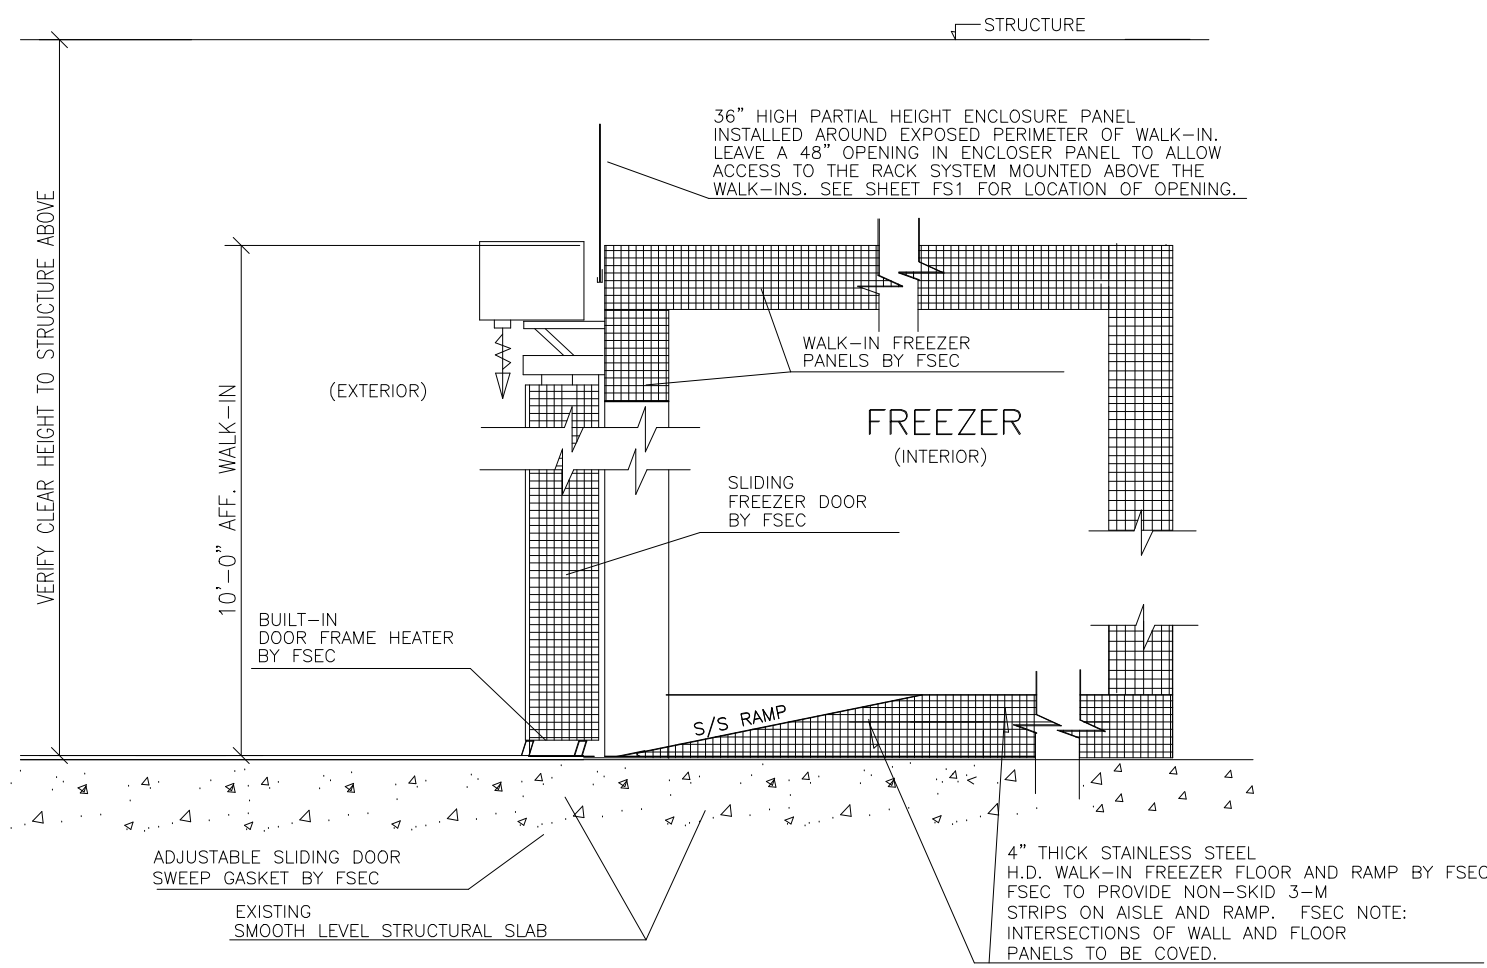 STRUCTURE
36” HIGH PARTIAL HEIGHT ENCLOSURE PANEL
INSTALLED AROUND EXPOSED PERIMETER OF WALK-IN.
LEAVE A 48” OPENING IN ENCLOSER PANEL TO ALLOW
ACCESS TO THE RACK SYSTEM MOUNTED ABOVE THE
WALK-INS. SEE SHEET FS1 FOR LOCATION OF OPENING.
VERIFY CLEAR HEIGHT TO STRUCTURE ABOVE
10'-0" AFF. WALK-IN
(EXTERIOR)
WALK-IN FREEZER
PANELS BY FSEC
FREEZER
(INTERIOR)
SLIDING
FREEZER DOOR
BY FSEC
BUILT-IN
DOOR FRAME HEATER
BY FSEC
S/S RAMP
ADJUSTABLE SLIDING DOOR
SWEEP GASKET BY FSEC
EXISTING
SMOOTH LEVEL STRUCTURAL SLAB
4” THICK STAINLESS STEEL
H.D. WALK-IN FREEZER FLOOR AND RAMP BY FSEC
FSEC TO PROVIDE NON-SKID 3-M
STRIPS ON AISLE AND RAMP. FSEC NOTE:
INTERSECTIONS OF WALL AND FLOOR
PANELS TO BE COVED.